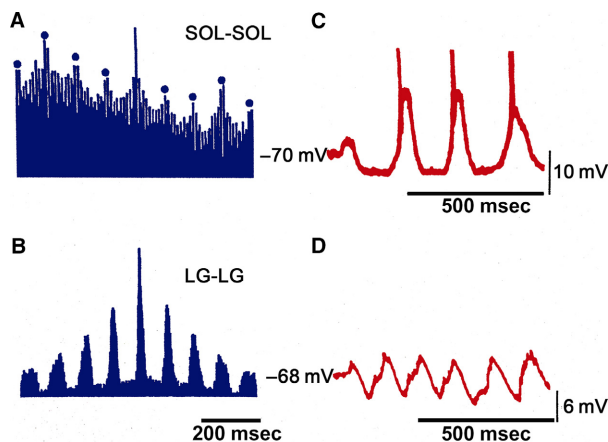 A
SOL-SOL
−70 mV
C
10 mV
500 msec
B
LG-LG
−68 mV
200 msec
D
6 mV
500 msec